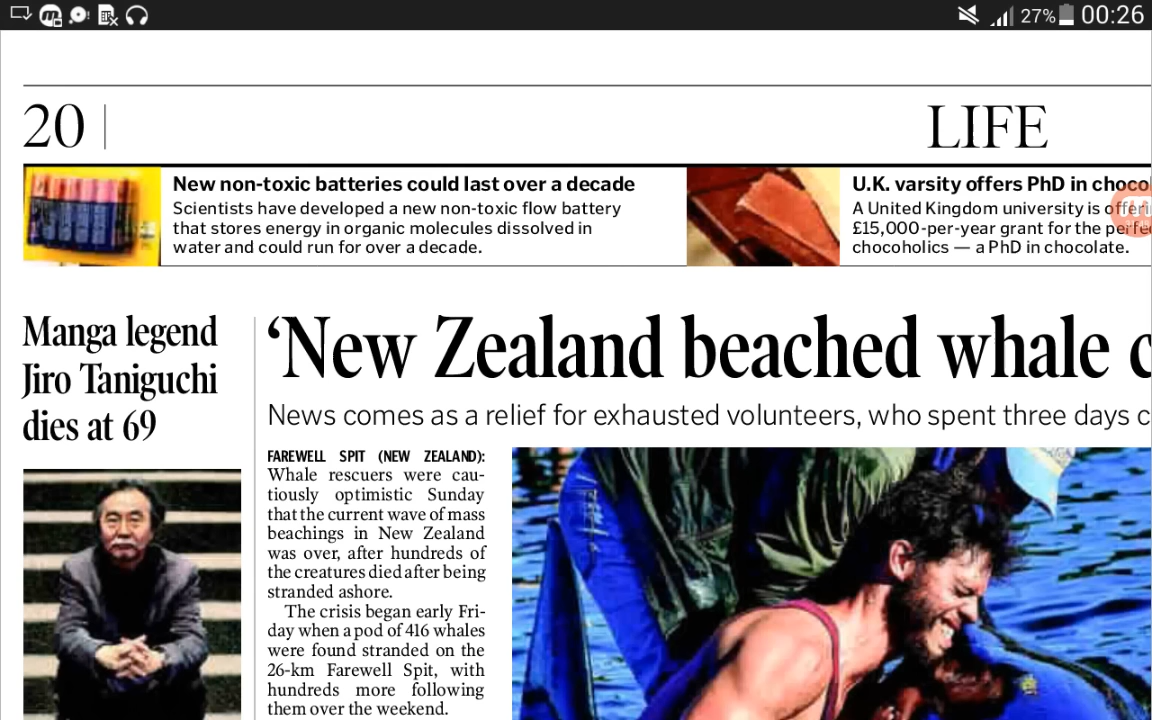 27% 00:26
20 LIFE
New non-toxic batteries could last over a decade
Scientists have developed a new non-toxic flow battery
that stores energy in organic molecules dissolved in
water and could run for over a decade.
U.K. varsity offers PhD in choco
A United Kingdom university is offeri
£15,000-per-year grant for the perfe
chocoholics — a PhD in chocolate.
Manga legend
Jiro Taniguchi
dies at 69
‘New Zealand beached whale c
News comes as a relief for exhausted volunteers, who spent three days c
FAREWELL SPIT (NEW ZEALAND):
Whale rescuers were cau-
tiously optimistic Sunday
that the current wave of mass
beachings in New Zealand
was over, after hundreds of
the creatures died after being
stranded ashore.
The crisis began early Fri-
day when a pod of 416 whales
were found stranded on the
26-km Farewell Spit, with
hundreds more following
them over the weekend.